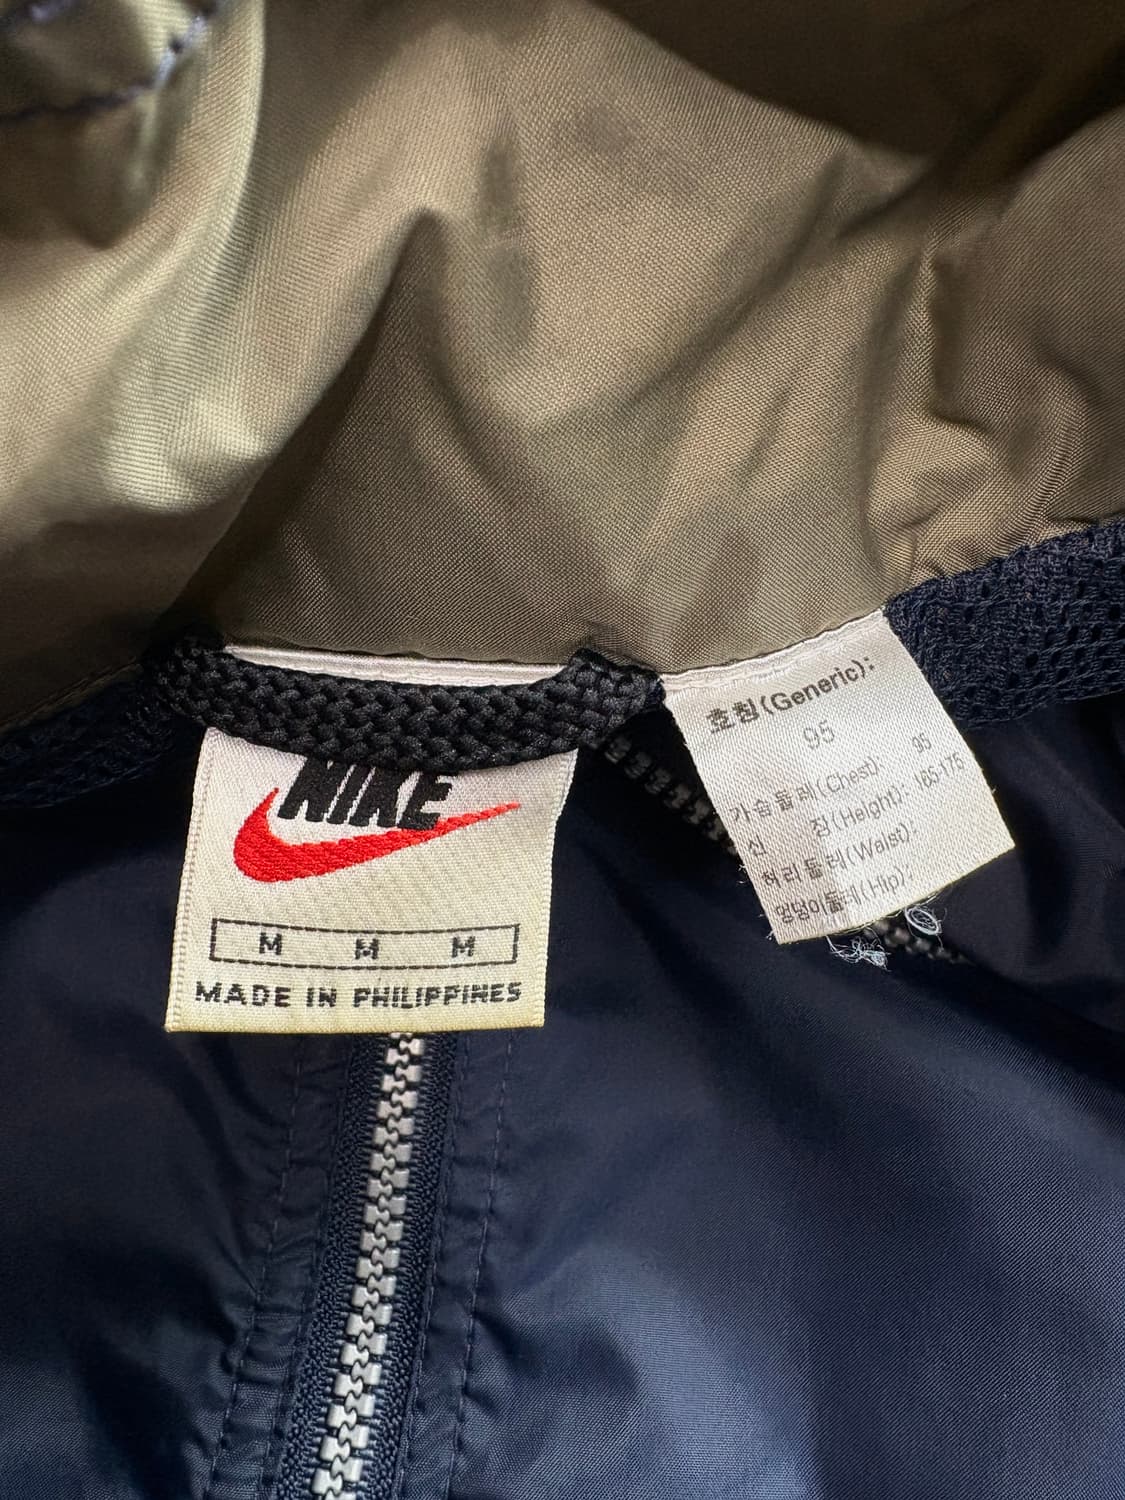 NIKE
M M M
MADE IN PHILIPPINES
호칭(Generic):
95
가슴둘레(Chest): 95
신 장(Height): 165-175
허리둘레(Waist):
엉덩이둘레(Hip):